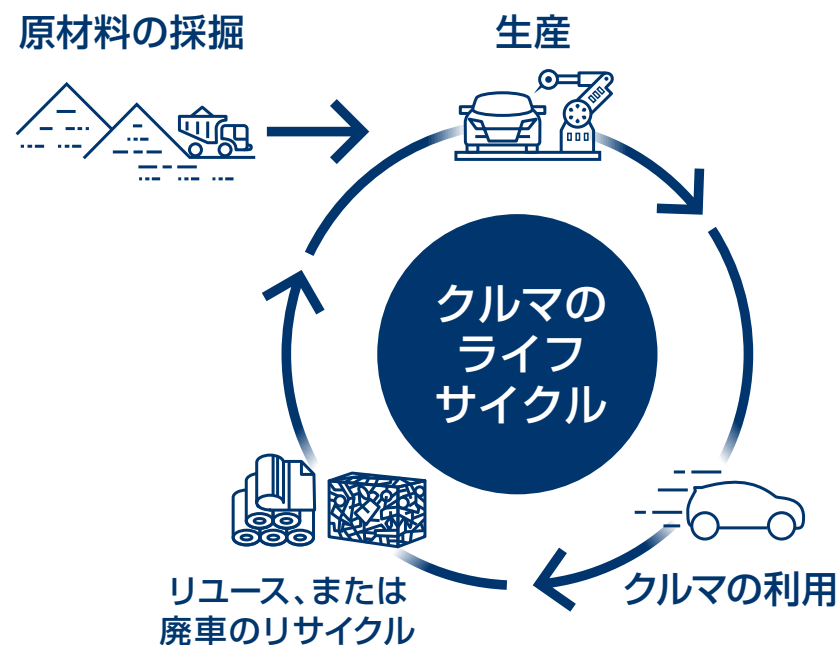 原材料の採掘
生産
クルマの
ライフ
サイクル
クルマの利用
リユース、または
廃車のリサイクル